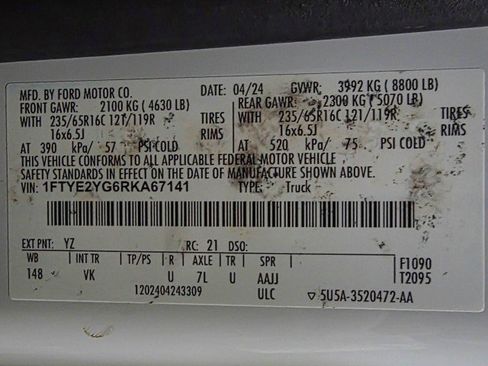 MFD. BY FORD MOTOR CO. DATE: 04/24 GVWR: 3992 KG ( 8800 LB)
FRONT GAWR: 2100 KG ( 4630 LB) REAR GAWR: 2300 KG ( 5070 LB)
WITH 235/65R16C 121/119R TIRES WITH 235/65R16C 121/119R TIRES
16x6.5J RIMS 16x6.5J RIMS
AT 390 kPa/ 57 PSI COLD AT 520 kPa/ 75 PSI COLD
THIS VEHICLE CONFORMS TO ALL APPLICABLE FEDERAL MOTOR VEHICLE
SAFETY STANDARDS IN EFFECT ON THE DATE OF MANUFACTURE SHOWN ABOVE.
VIN: 1FTYE2YG6RKA67141 TYPE: Truck
EXT PNT: YZ RC: 21 DSO:
WB INT TR TP/PS R AXLE TR SPR F1090
148 VK U 7L U AAJJ T2095
1202404243309 ULC ▽ 5U5A-3520472-AA